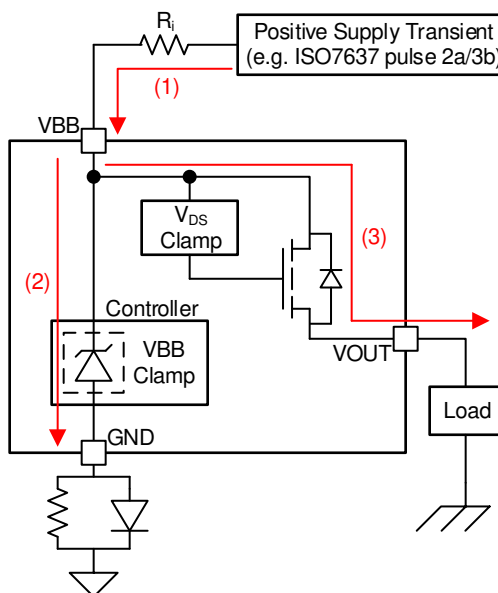 Ri
Positive Supply Transient
(e.g. ISO7637 pulse 2a/3b)
(1)
VBB
VDS
Clamp
(3)
(2)
Controller
VBB
Clamp
VOUT
GND
Load